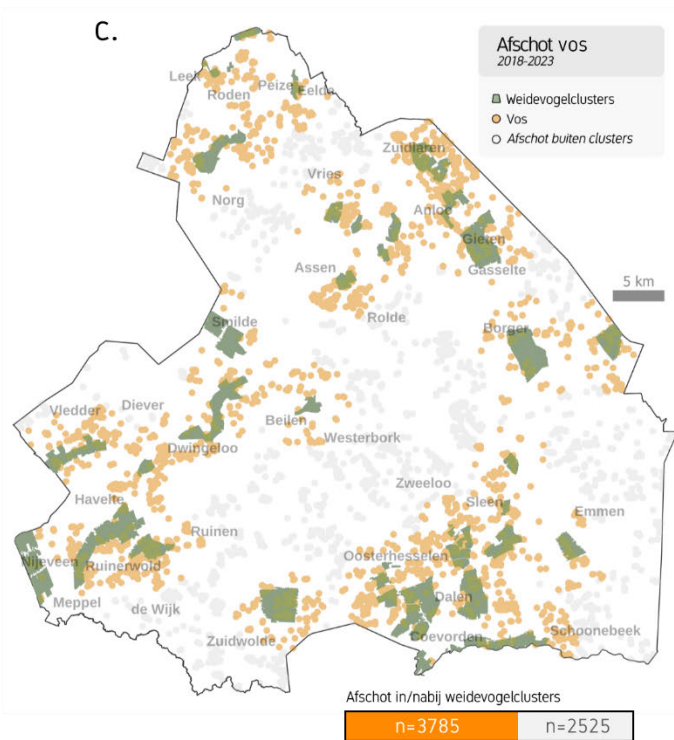 C.
Afschot vos
2018-2023
Weidevogelclusters
Vos
Afschot buiten clusters
Leek
Roden
Peize
Eelde
Zuidlaren
Vries
Norg
Anloo
Gieten
Gasselte
Assen
5 km
Rolde
Smilde
Borger
Diever
Vledder
Beilen
Dwingeloo
Westerbork
Zweeloo
Havelte
Sleen
Emmen
Ruinen
Oosterhesselen
Nijeveen
Ruinerwold
Meppel
de Wijk
Dalen
Zuidwolde
Coevorden
Schoonebeek
Afschot in/nabij weidevogelclusters
n=3785 n=2525